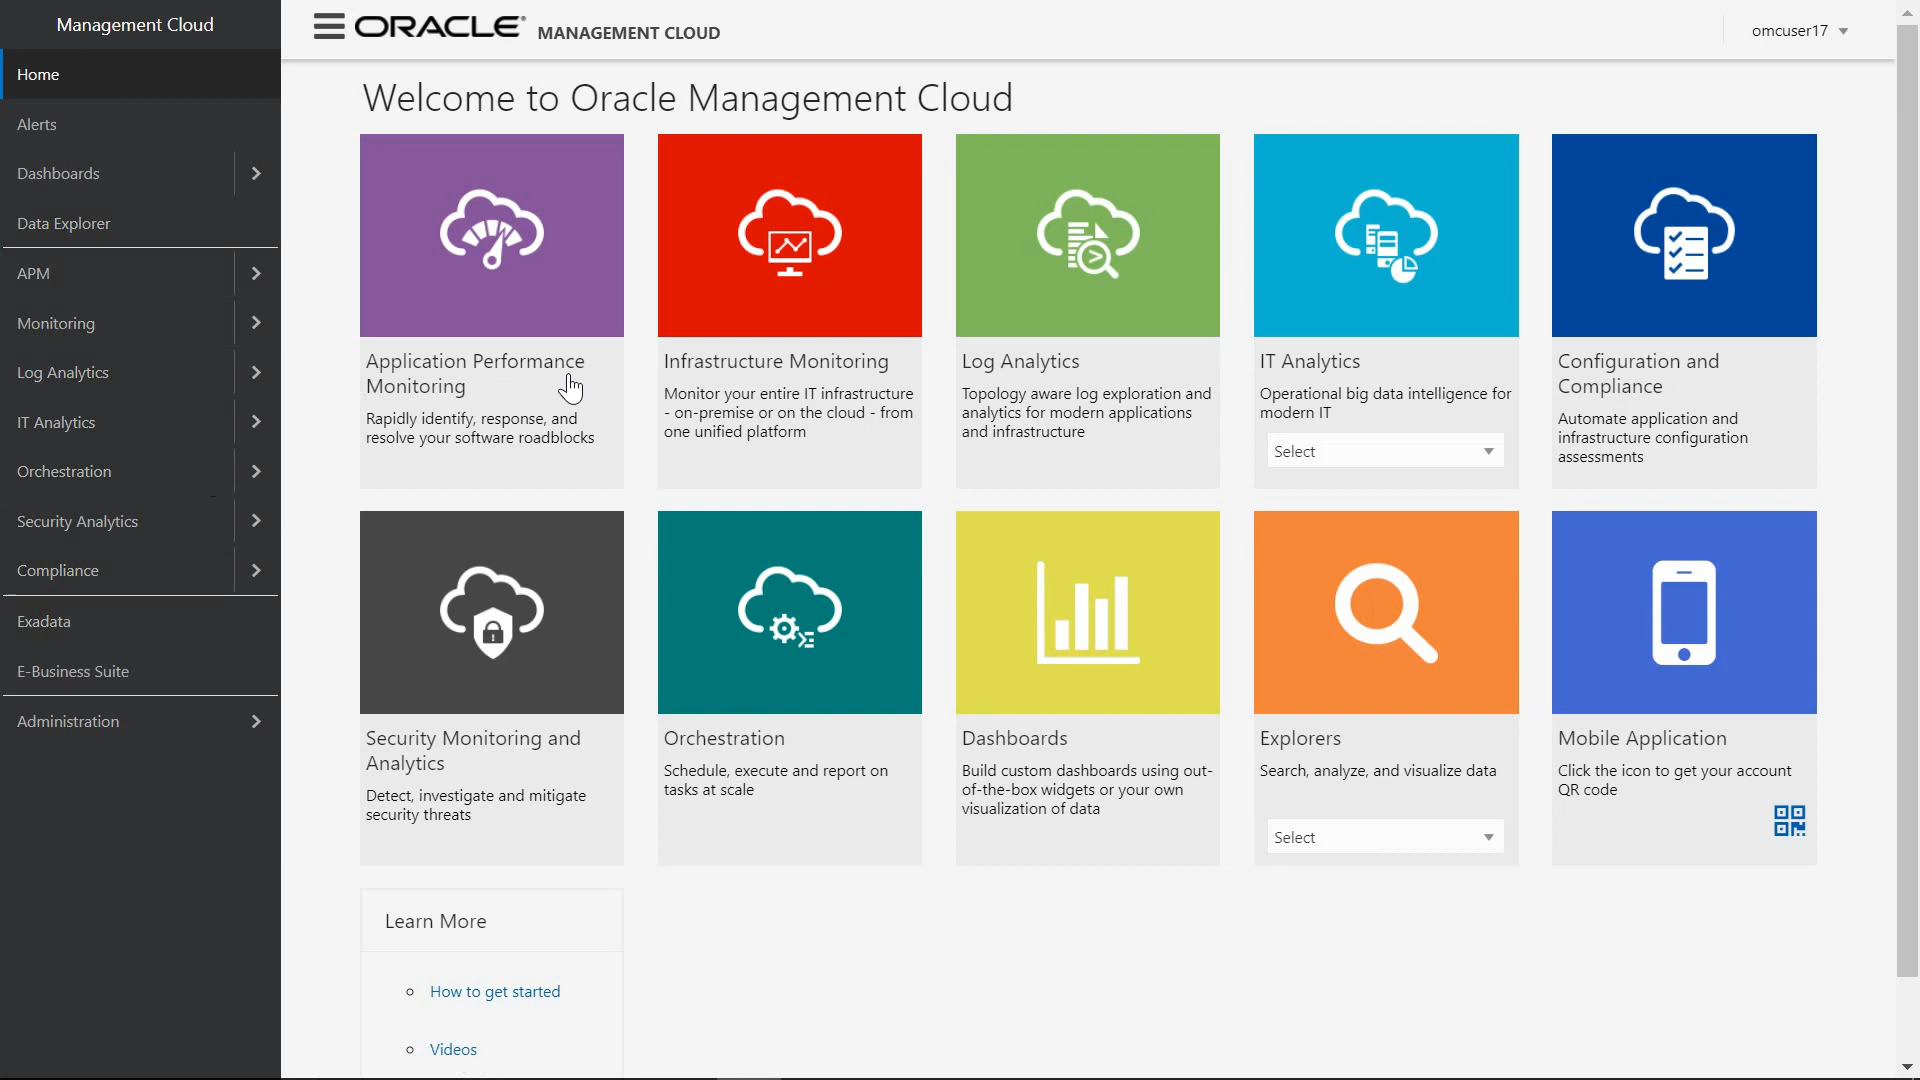 Management Cloud
Home
Alerts
Dashboards
Data Explorer
APM
Monitoring
Log Analytics
IT Analytics
Orchestration
Security Analytics
Compliance
Exadata
E-Business Suite
Administration
ORACLE® MANAGEMENT CLOUD
omcuser17
Welcome to Oracle Management Cloud
Application Performance
Monitoring
Rapidly identify, response, and
resolve your software roadblocks
Infrastructure Monitoring
Monitor your entire IT infrastructure
- on-premise or on the cloud - from
one unified platform
Log Analytics
Topology aware log exploration and
analytics for modern applications
and infrastructure
IT Analytics
Operational big data intelligence for
modern IT
Select
Configuration and
Compliance
Automate application and
infrastructure configuration
assessments
Security Monitoring and
Analytics
Detect, investigate and mitigate
security threats
Orchestration
Schedule, execute and report on
tasks at scale
Dashboards
Build custom dashboards using out-
of-the-box widgets or your own
visualization of data
Explorers
Search, analyze, and visualize data
Select
Mobile Application
Click the icon to get your account
QR code
Learn More
How to get started
Videos